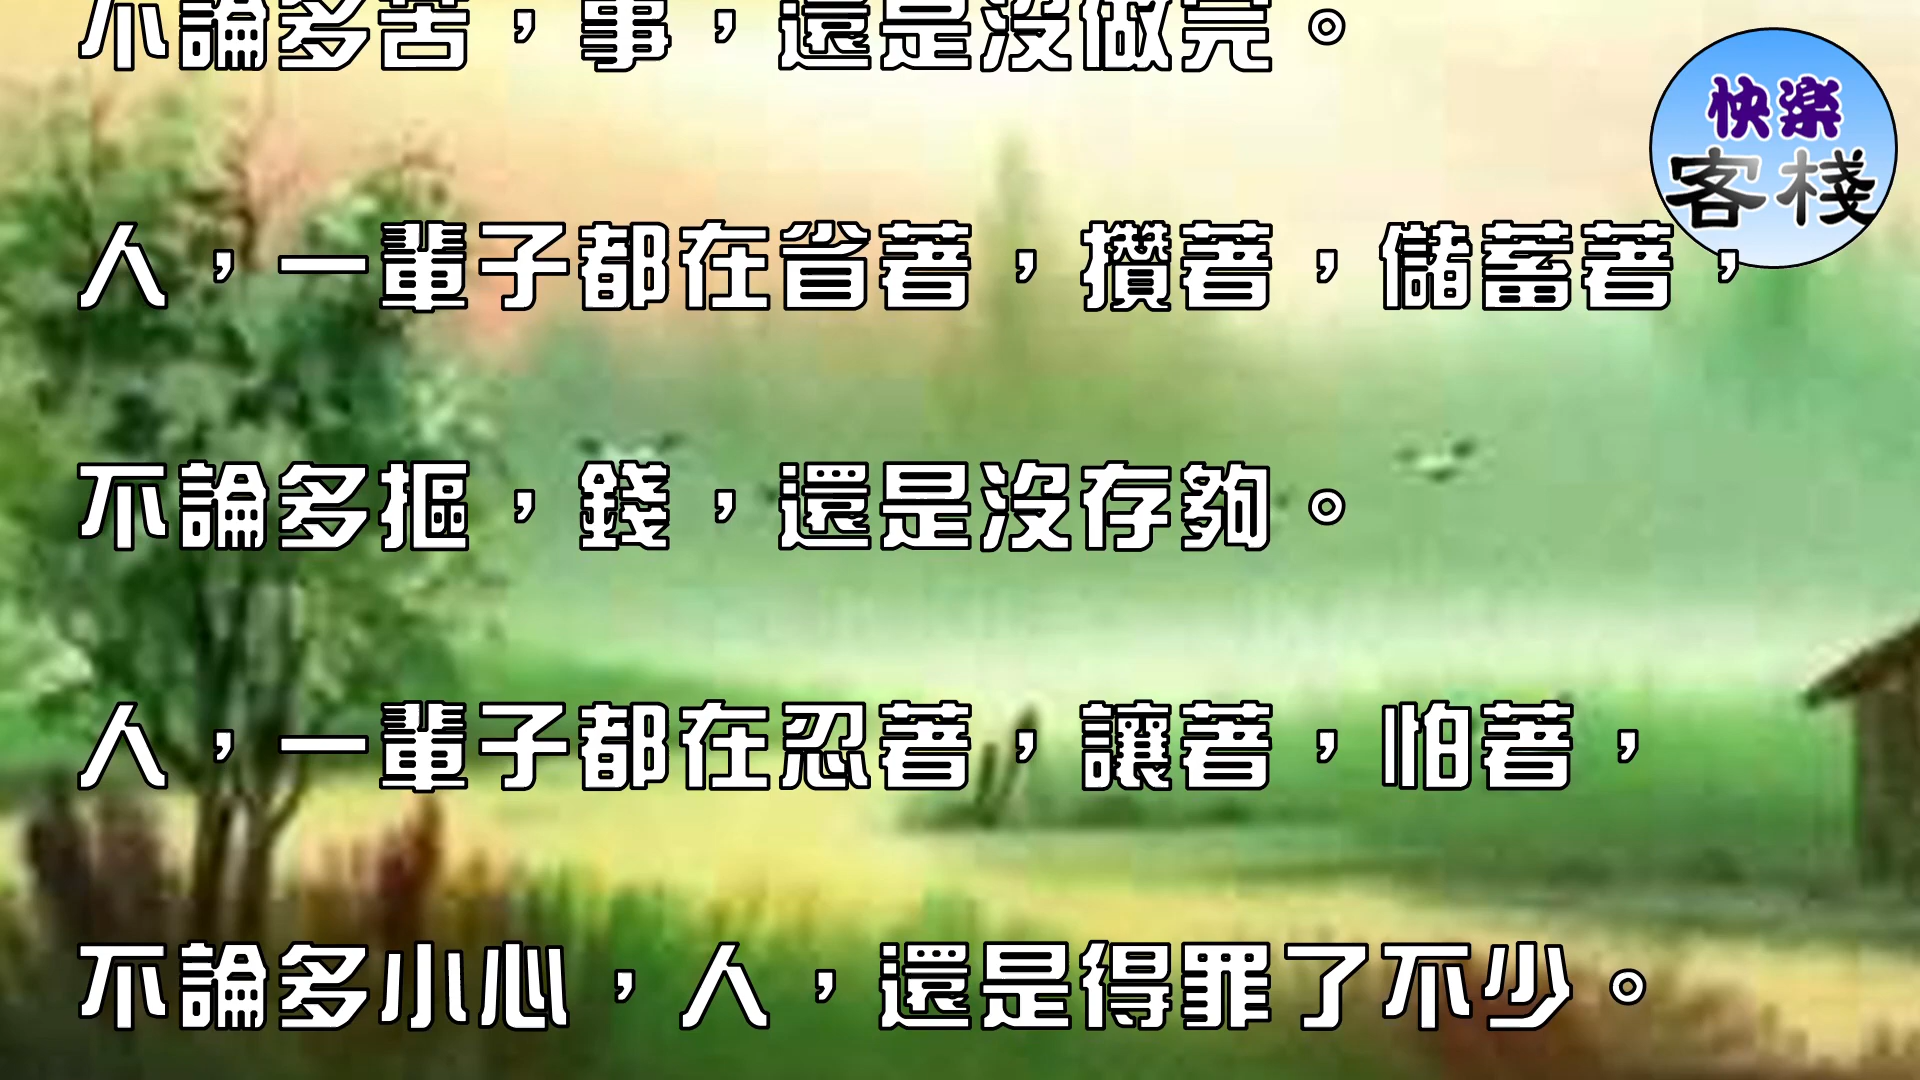 不論多苦，事，還是沒做完。
快楽
客棧
人，一輩子都在省著，攢著，儲蓄著，
不論多摳，錢，還是沒存夠。
人，一輩子都在忍著，讓著，怕著，
不論多小心，人，還是得罪了不少。